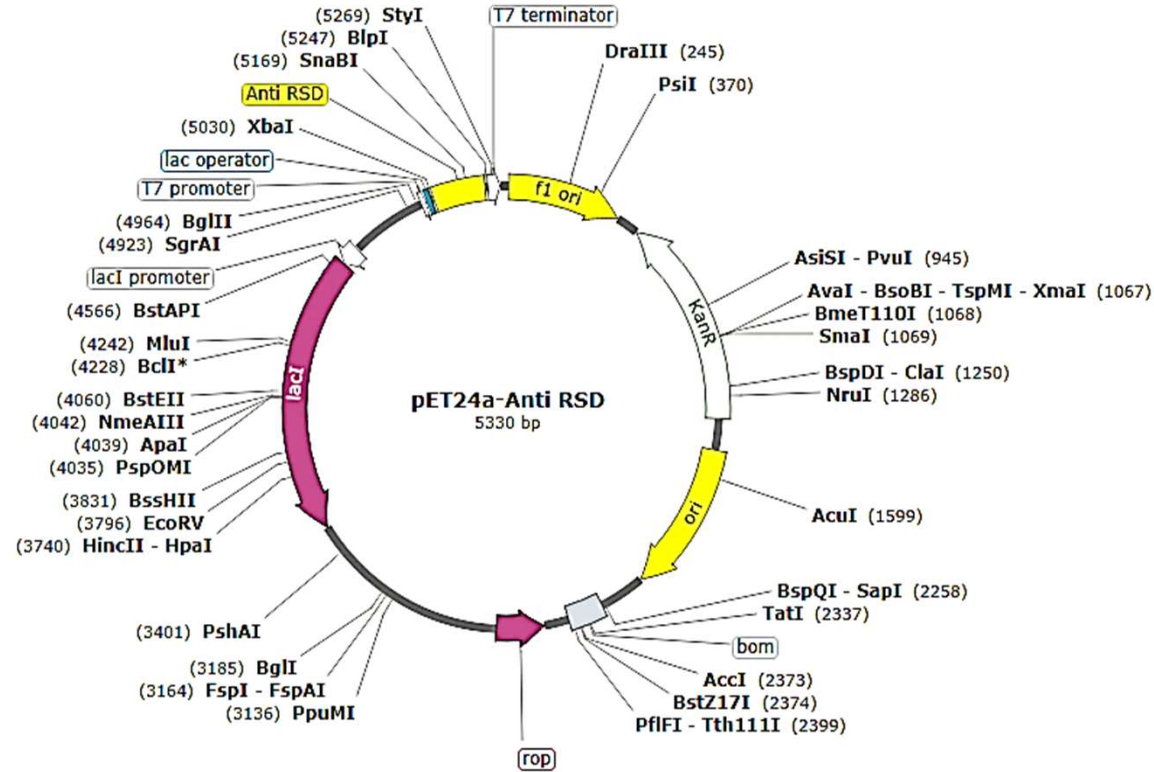 (5269) StyI
T7 terminator
(5247) BlpI
(5169) SnaBI
DraIII (245)
Anti RSD
PsiI (370)
(5030) XbaI
lac operator
T7 promoter
f1 ori
(4964) BglII
(4923) SgrAI
lacI promoter
(4566) BstAPI
AsiSI - PvuI (945)
AvaI - BsoBI - TspMI - XmaI (1067)
BmeT110I (1068)
SmaI (1069)
KanR
(4242) MluI
(4228) BclI*
lacI
BspDI - ClaI (1250)
NruI (1286)
(4060) BstEII
(4042) NmeAIII
(4039) ApaI
(4035) PspOMI
pET24a-Anti RSD
5330 bp
(3831) BssHII
(3796) EcoRV
(3740) HincII - HpaI
ori
AcuI (1599)
BspQI - SapI (2258)
TatI (2337)
bom
(3401) PshAI
(3185) BglI
(3164) FspI - FspAI
(3136) PpuMI
AccI (2373)
BstZ17I (2374)
PflFI - Tth111I (2399)
rop